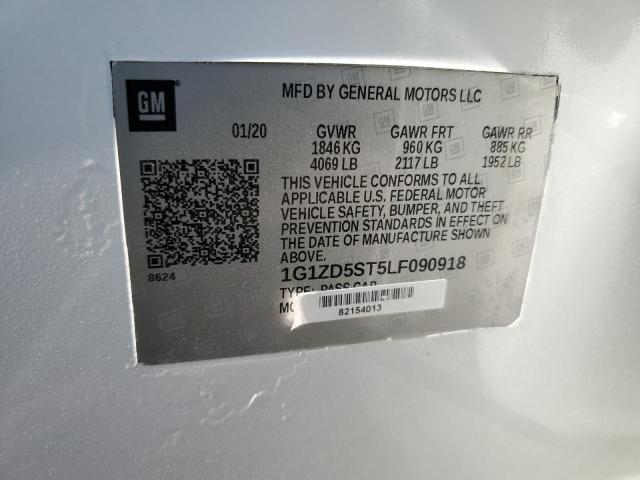 GM
MFD BY GENERAL MOTORS LLC
01/20 GVWR GAWR FRT GAWR RR
1846 KG 960 KG 885 KG
4069 LB 2117 LB 1952 LB
THIS VEHICLE CONFORMS TO ALL
APPLICABLE U.S. FEDERAL MOTOR
VEHICLE SAFETY, BUMPER, AND THEFT
PREVENTION STANDARDS IN EFFECT ON
THE DATE OF MANUFACTURE SHOWN
ABOVE.
8624
1G1ZD5ST5LF090918
TYPE: PASS CAR
82154013